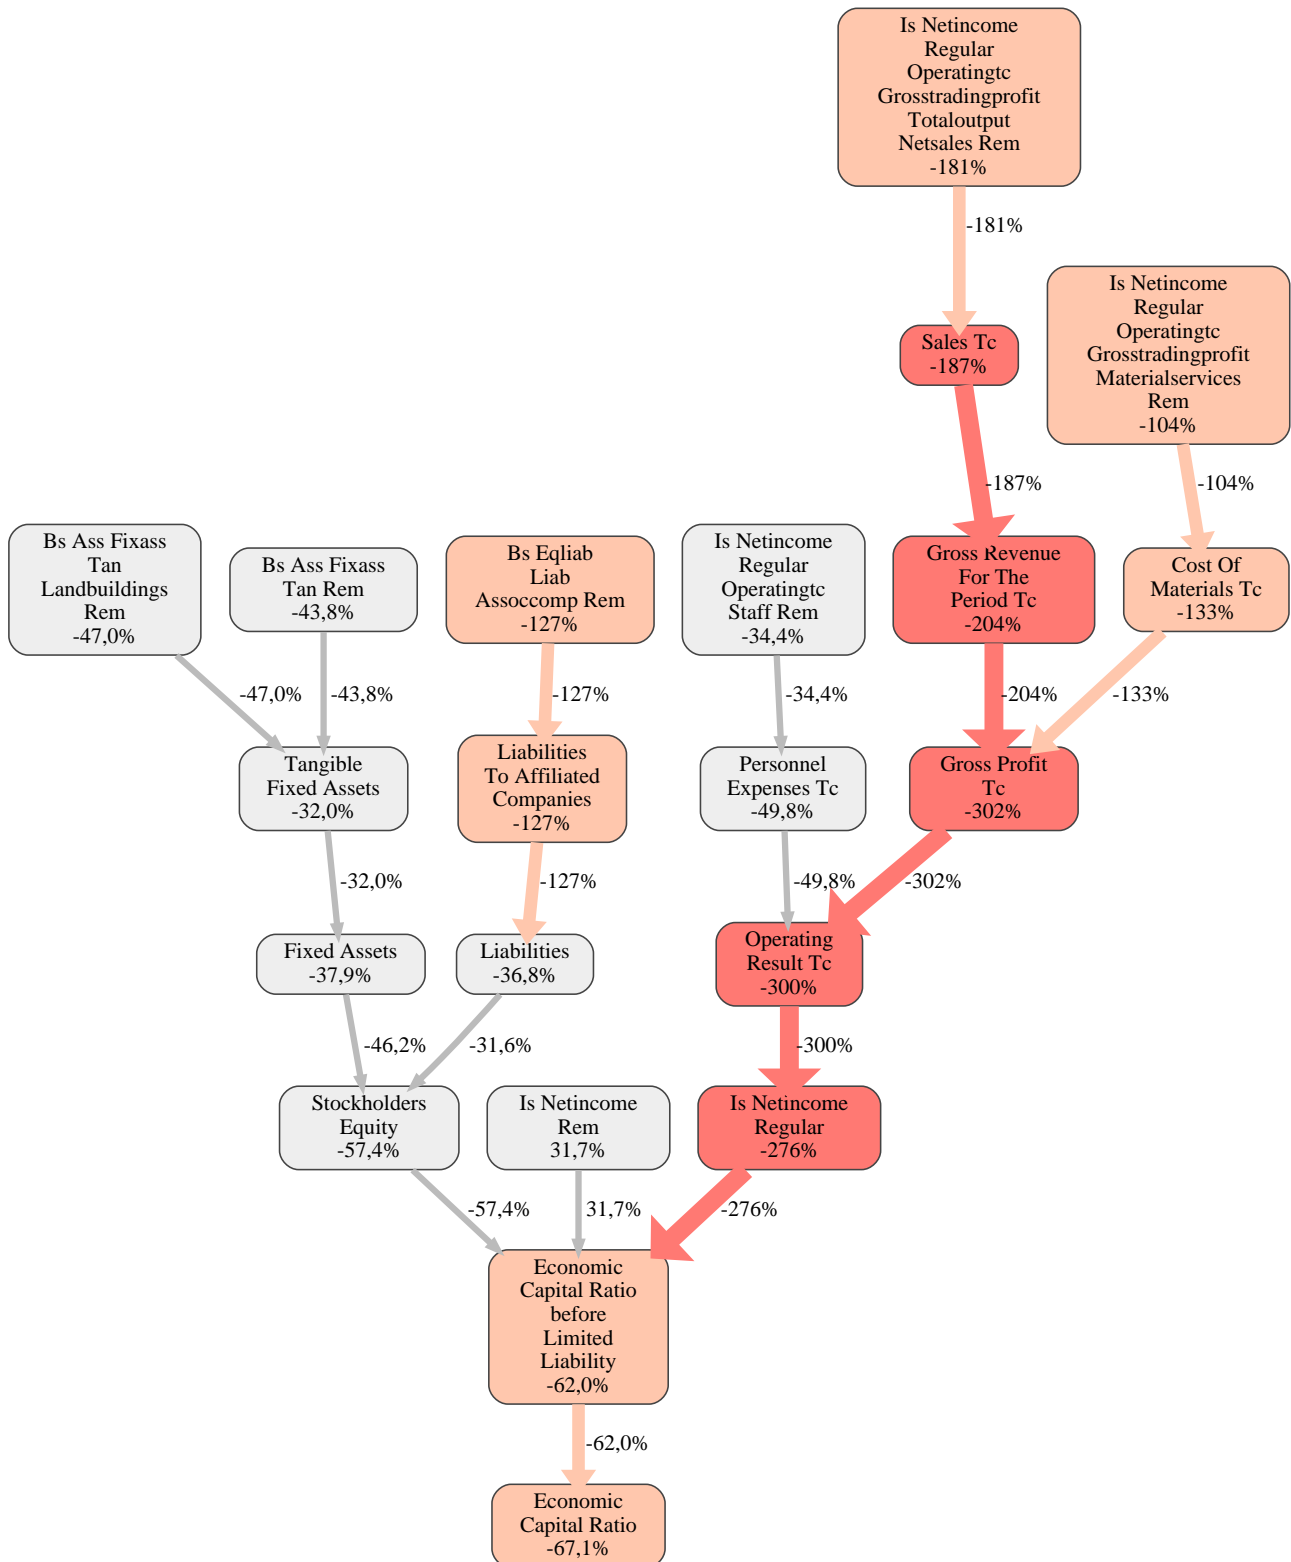 Is Netincome
Regular
Operatingtc
Grosstradingprofit
Totaloutput
Netsales Rem
-181%
-181%
Is Netincome
Regular
Operatingtc
Grosstradingprofit
Materialservices
Rem
-104%
Sales Tc
-187%
-187%
-104%
Bs Ass Fixass
Tan
Landbuildings
Rem
-47,0%
Bs Ass Fixass
Tan Rem
-43,8%
Bs Eqliab
Liab
Assoccomp Rem
-127%
Is Netincome
Regular
Operatingtc
Staff Rem
-34,4%
Gross Revenue
For The
Period Tc
-204%
Cost Of
Materials Tc
-133%
-47,0%
-43,8%
-127%
-34,4%
-204%
-133%
Tangible
Fixed Assets
-32,0%
Liabilities
To Affiliated
Companies
-127%
Personnel
Expenses Tc
-49,8%
Gross Profit
Tc
-302%
-32,0%
-127%
-49,8%
-302%
Fixed Assets
-37,9%
Liabilities
-36,8%
Operating
Result Tc
-300%
-46,2%
-31,6%
-300%
Stockholders
Equity
-57,4%
Is Netincome
Rem
31,7%
Is Netincome
Regular
-276%
-57,4%
31,7%
-276%
Economic
Capital Ratio
before
Limited
Liability
-62,0%
-62,0%
Economic
Capital Ratio
-67,1%